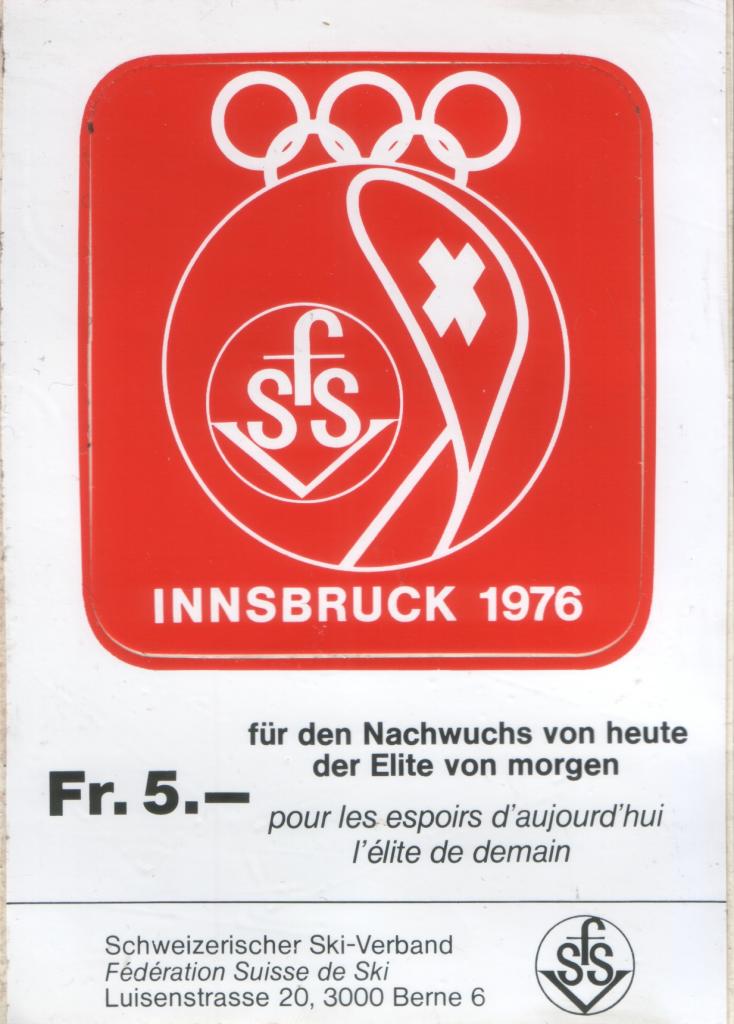 SfS
INNSBRUCK 1976
für den Nachwuchs von heute
der Elite von morgen
Fr. 5.—
pour les espoirs d'aujourd'hui
l'élite de demain
Schweizerischer Ski-Verband
Fédération Suisse de Ski
Luisenstrasse 20, 3000 Berne 6
SfS